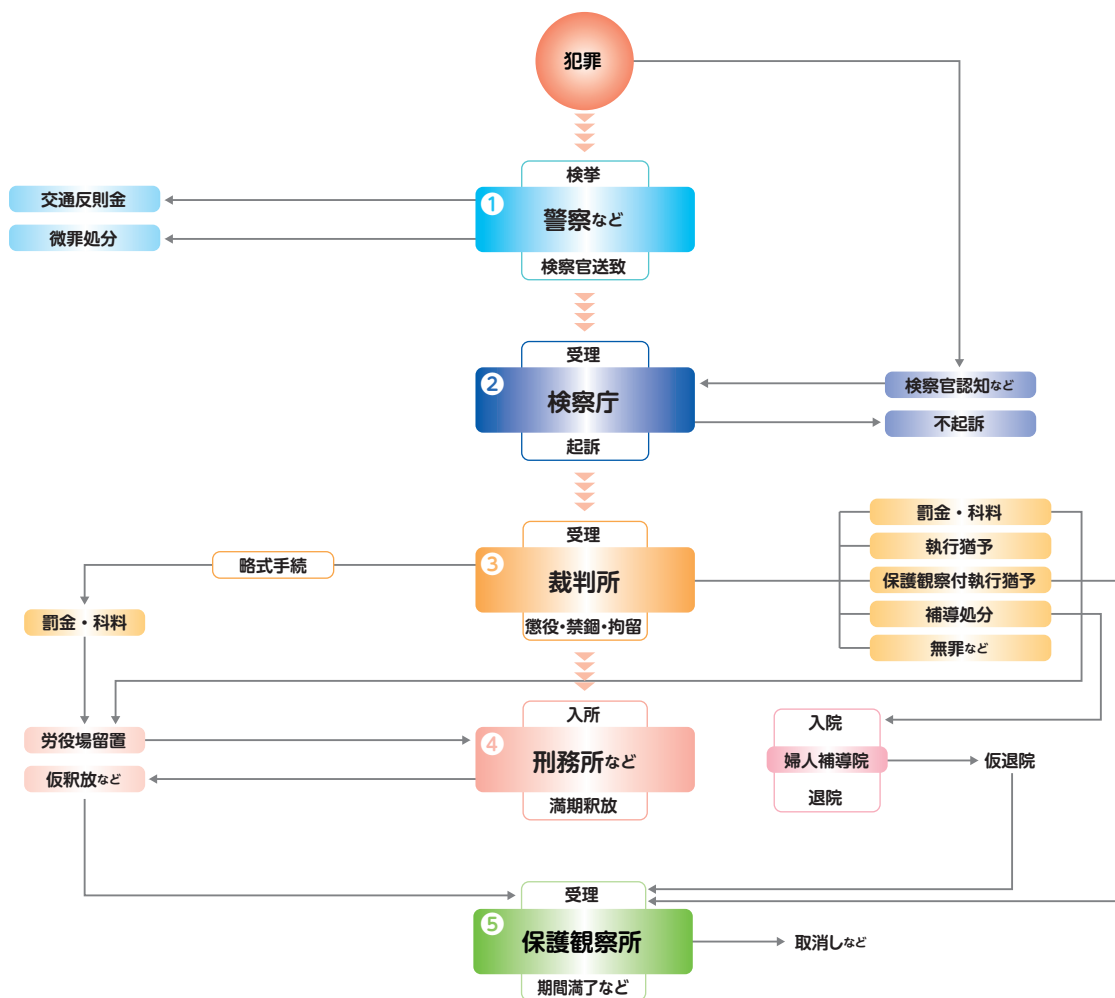 犯罪
検挙
交通反則金
1
警察など
微罪処分
検察官送致
受理
2
検察庁
検察官認知など
不起訴
起訴
受理
罰金・科料
執行猶予
略式手続
3
裁判所
保護観察付執行猶予
罰金・科料
懲役・禁錮・拘留
補導処分
無罪など
入所
入院
労役場留置
4
刑務所など
婦人補導院
仮退院
仮釈放など
満期釈放
退院
受理
5
保護観察所
取消しなど
期間満了など